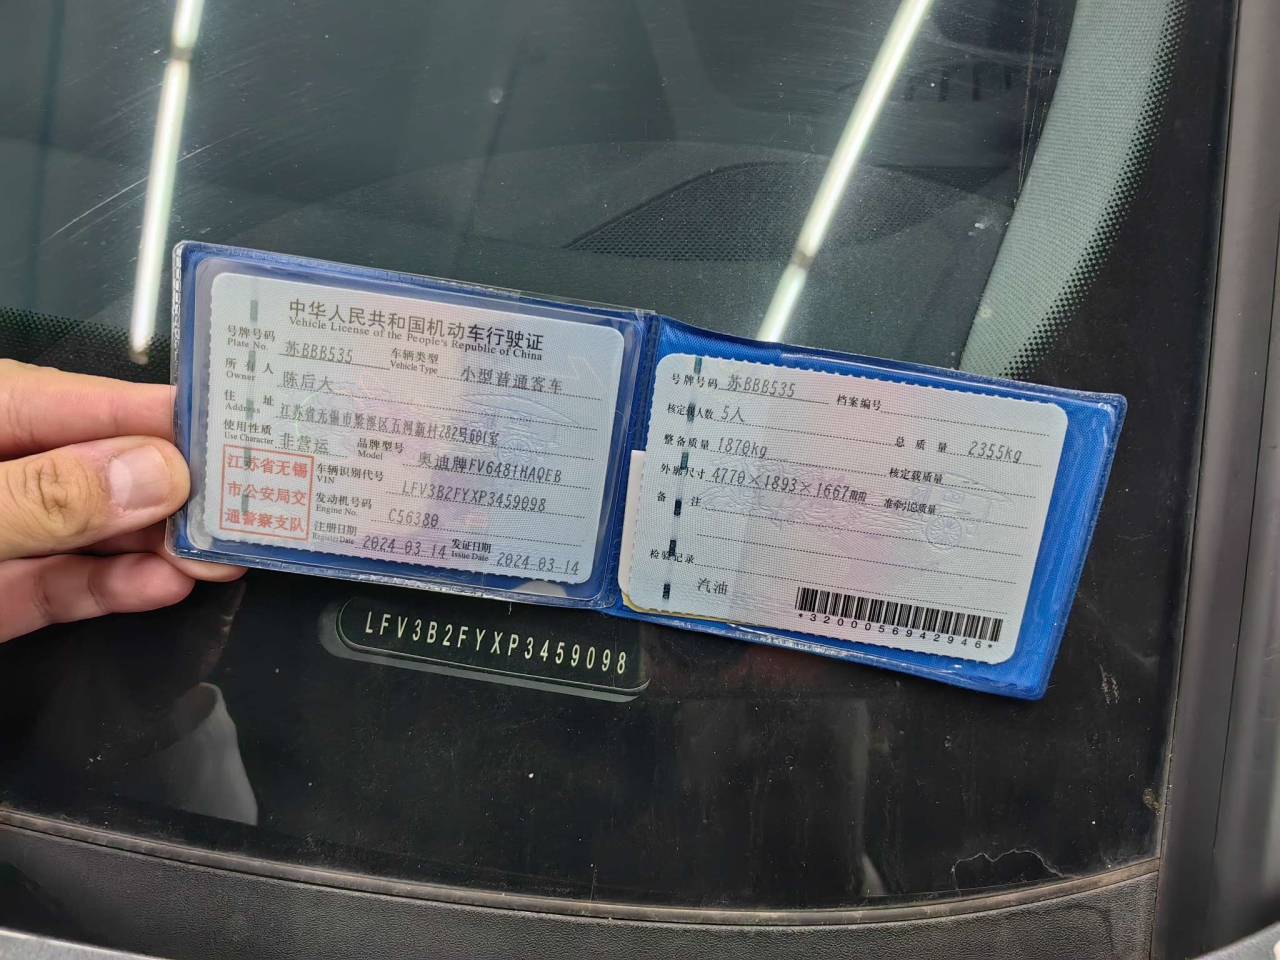 中华人民共和国机动车行驶证
Vehicle License of the People's Republic of China
号牌号码 苏BBB535 车辆类型 小型普通客车
Plate No. Vehicle Type
所有人 陈后大
Owner
住址 江苏省无锡市梁溪区五河新村282号601室
Address
使用性质 非营运 品牌型号 奥迪牌FV6481HAQEB
Use Character Model
江苏省无锡
市公安局交
通警察支队
车辆识别代号 LFV3B2FYXP3459098
VIN
发动机号码 C56380
Engine No.
注册日期 2024-03-14 发证日期 2024-03-14
Register Date Issue Date
号牌号码 苏BBB535 档案编号
核定载人数 5人 总质量 2355kg
整备质量 1870kg 核定载质量
外廓尺寸 4770×1893×1667mm 准牵引总质量
备注
检验记录
汽油
*3200056942946*
LFV3B2FYXP3459098